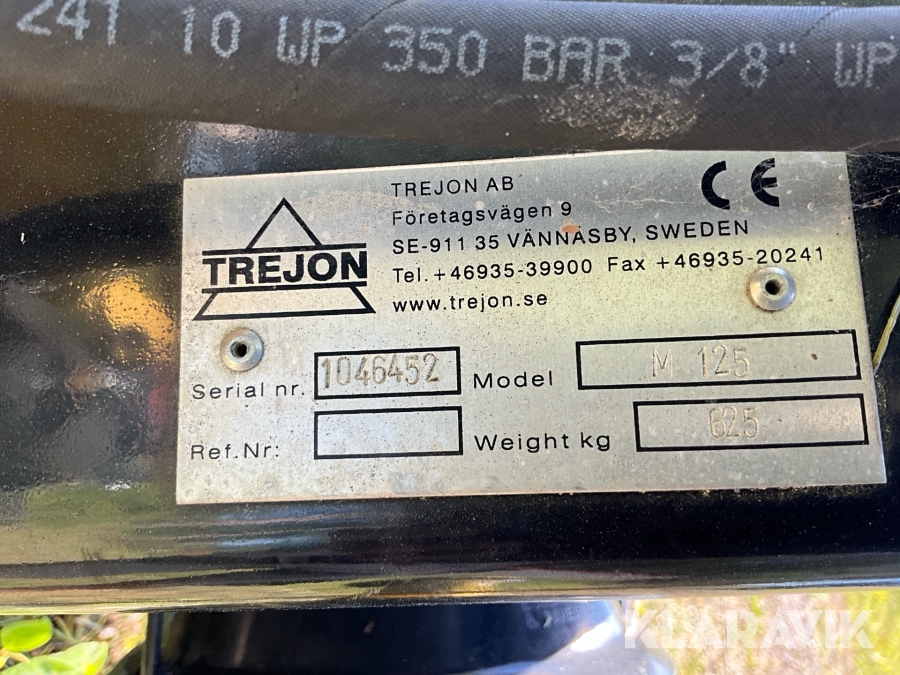 241 10 WP 350 BAR 3/8" WP
TREJON
TREJON AB
Företagsvägen 9
SE-911 35 VÄNNÄSBY, SWEDEN
Tel. +46935-39900 Fax +46935-20241
www.trejon.se
CE
Serial nr. 1046452 Model M 125
Ref.Nr: Weight kg 625
KLARAVIK